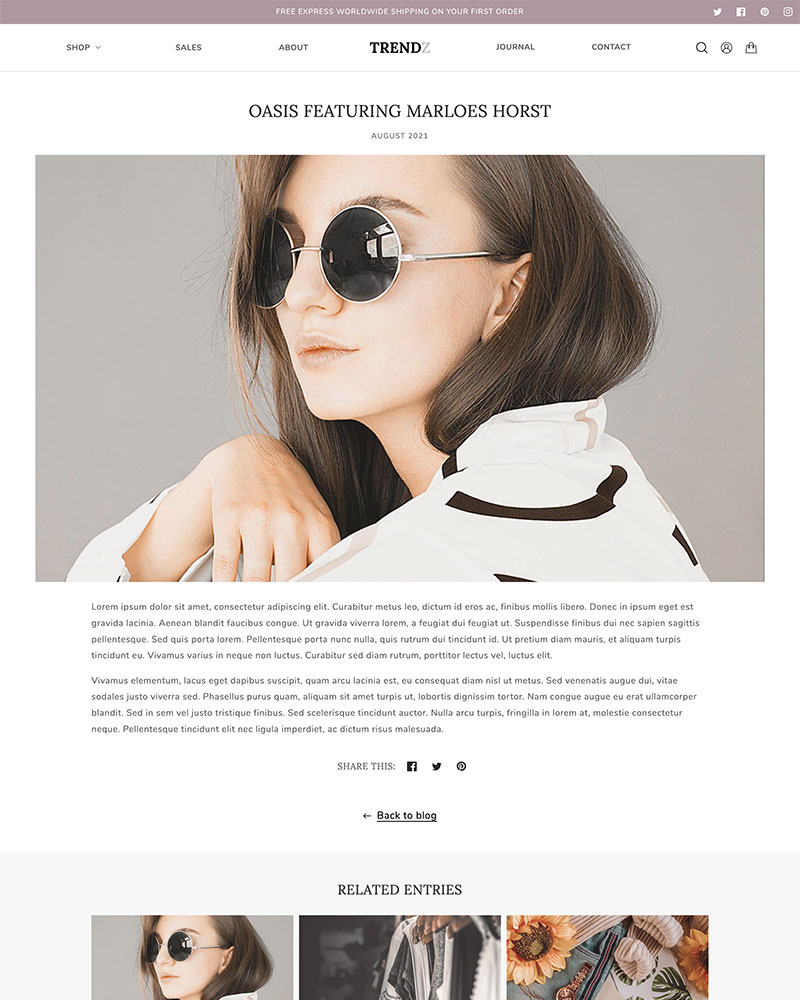 FREE EXPRESS WORLDWIDE SHIPPING ON YOUR FIRST ORDER
SHOP SALES ABOUT TRENDZ JOURNAL CONTACT
OASIS FEATURING MARLOES HORST
AUGUST 2021
Lorem ipsum dolor sit amet, consectetur adipiscing elit. Curabitur metus leo, dictum id eros ac, finibus mollis libero. Donec in ipsum eget est
gravida lacinia. Aenean blandit faucibus congue. Ut gravida viverra lorem, a feugiat dui feugiat ut. Suspendisse finibus dui nec sapien sagittis
pellentesque. Sed quis porta lorem. Pellentesque porta nunc nulla, quis rutrum dui tincidunt id. Ut pretium diam mauris, et aliquam turpis
tincidunt eu. Vivamus varius in neque non luctus. Curabitur sed diam rutrum, porttitor lectus vel, luctus elit.
Vivamus elementum, lacus eget dapibus suscipit, quam arcu lacinia est, eu consequat diam nisl ut metus. Sed venenatis augue dui, vitae
sodales justo viverra sed. Phasellus purus quam, aliquam sit amet turpis ut, lobortis dignissim tortor. Nam congue augue eu erat ullamcorper
blandit. Sed in sem vel justo tristique finibus. Sed scelerisque tincidunt auctor. Nulla arcu turpis, fringilla in lorem at, molestie consectetur
neque. Pellentesque tincidunt elit nec ligula imperdiet, ac dictum risus malesuada.
SHARE THIS:
Back to blog
RELATED ENTRIES